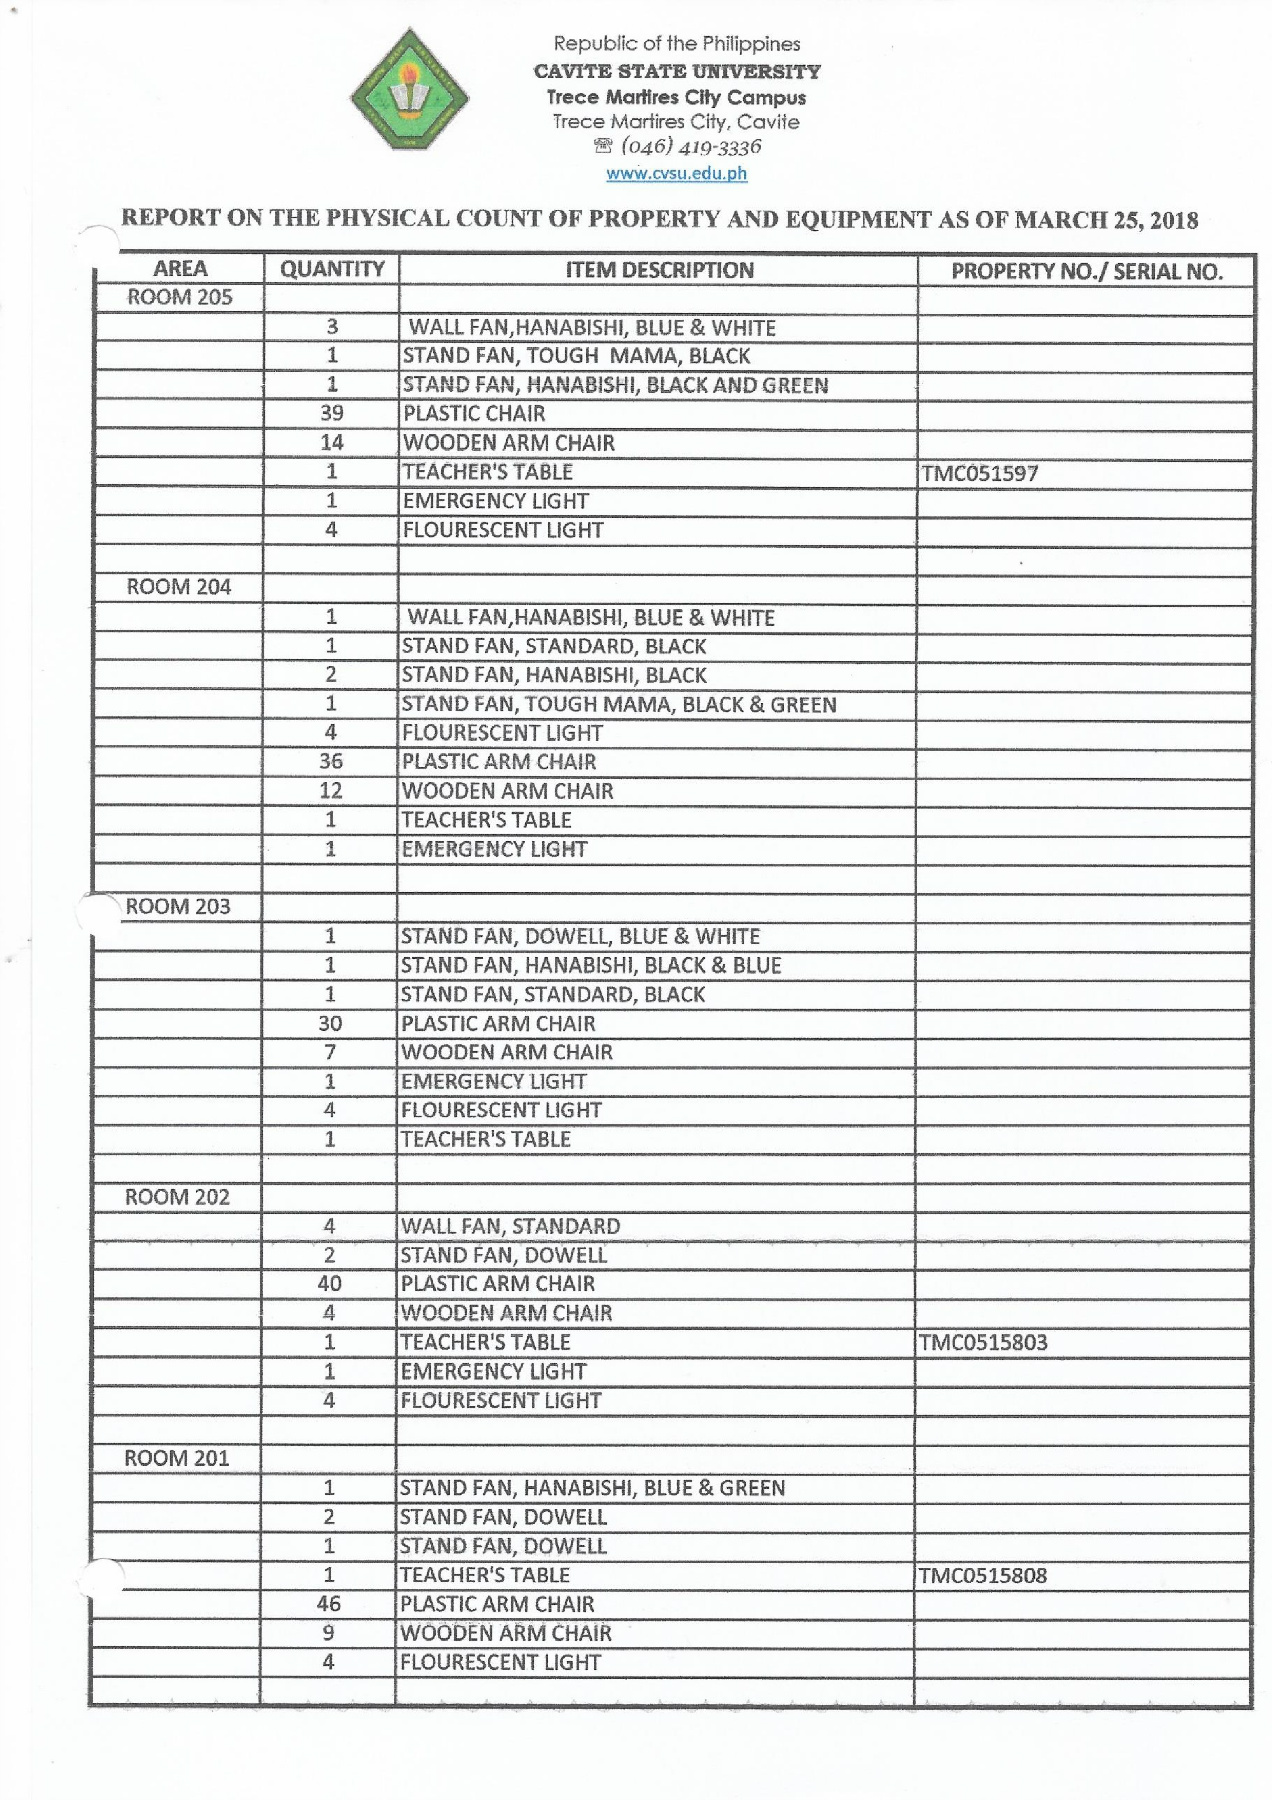 Republic of the Philippines
CAVITE STATE UNIVERSITY
Trece Martires City Campus
Trece Martires City, Cavite
☎ (046) 419-3336
www.cvsu.edu.ph
REPORT ON THE PHYSICAL COUNT OF PROPERTY AND EQUIPMENT AS OF MARCH 25, 2018
AREA QUANTITY ITEM DESCRIPTION PROPERTY NO./ SERIAL NO.
ROOM 205
3 WALL FAN,HANABISHI, BLUE & WHITE
1 STAND FAN, TOUGH MAMA, BLACK
1 STAND FAN, HANABISHI, BLACK AND GREEN
39 PLASTIC CHAIR
14 WOODEN ARM CHAIR
1 TEACHER'S TABLE TMC051597
1 EMERGENCY LIGHT
4 FLOURESCENT LIGHT
ROOM 204
1 WALL FAN,HANABISHI, BLUE & WHITE
1 STAND FAN, STANDARD, BLACK
2 STAND FAN, HANABISHI, BLACK
1 STAND FAN, TOUGH MAMA, BLACK & GREEN
4 FLOURESCENT LIGHT
36 PLASTIC ARM CHAIR
12 WOODEN ARM CHAIR
1 TEACHER'S TABLE
1 EMERGENCY LIGHT
ROOM 203
1 STAND FAN, DOWELL, BLUE & WHITE
1 STAND FAN, HANABISHI, BLACK & BLUE
1 STAND FAN, STANDARD, BLACK
30 PLASTIC ARM CHAIR
7 WOODEN ARM CHAIR
1 EMERGENCY LIGHT
4 FLOURESCENT LIGHT
1 TEACHER'S TABLE
ROOM 202
4 WALL FAN, STANDARD
2 STAND FAN, DOWELL
40 PLASTIC ARM CHAIR
4 WOODEN ARM CHAIR
1 TEACHER'S TABLE TMC0515803
1 EMERGENCY LIGHT
4 FLOURESCENT LIGHT
ROOM 201
1 STAND FAN, HANABISHI, BLUE & GREEN
2 STAND FAN, DOWELL
1 STAND FAN, DOWELL
1 TEACHER'S TABLE TMC0515808
46 PLASTIC ARM CHAIR
9 WOODEN ARM CHAIR
4 FLOURESCENT LIGHT